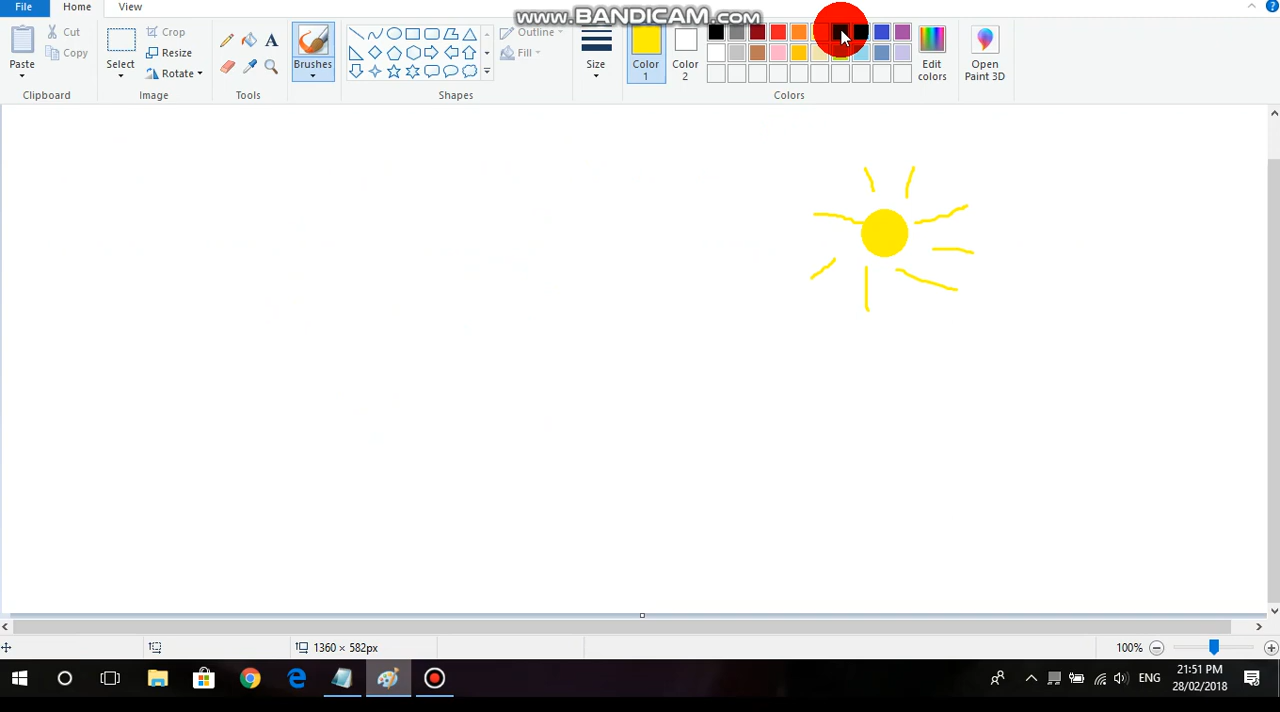 www.BANDICAM.com
File Home View
Paste
Cut
Copy
Clipboard
Select
Crop
Resize
Rotate
Image
A
Tools
Brushes
Shapes
Outline
Fill
Size
Color
1
Color
2
Colors
Edit
colors
Open
Paint 3D
1360 × 582px
100%
ENG
21:51 PM
28/02/2018